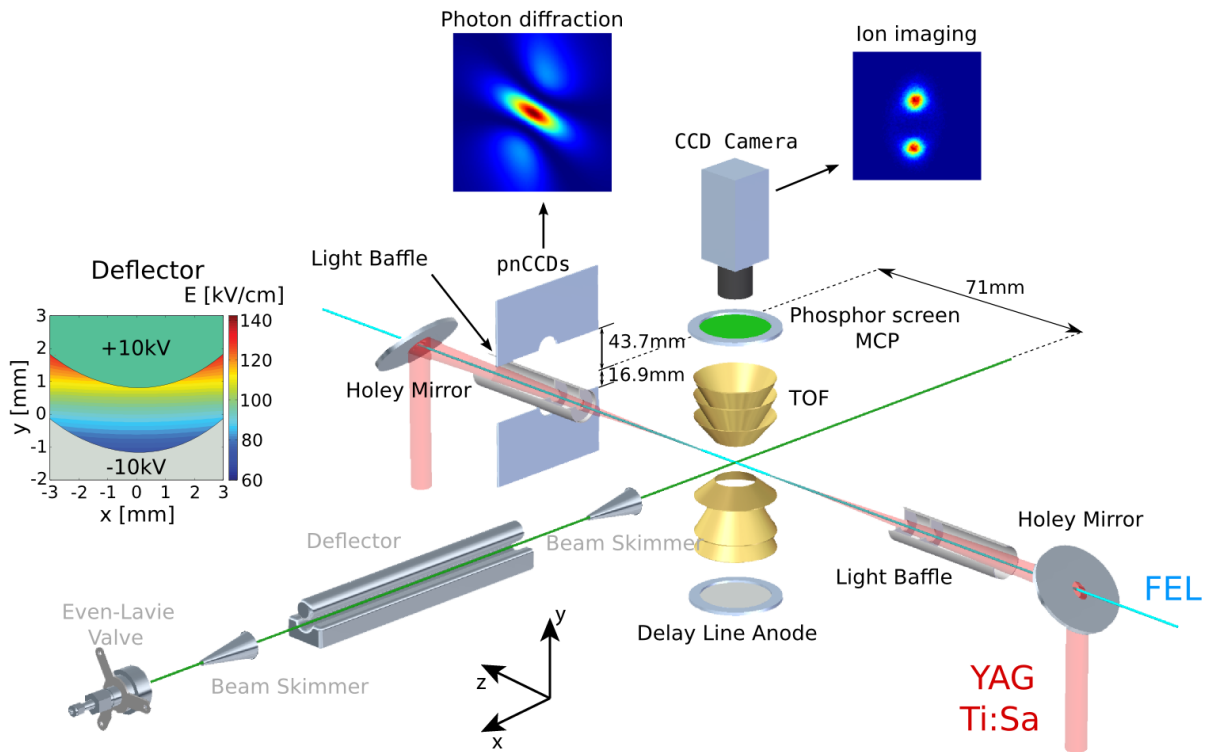 Photon diffraction
Ion imaging
CCD Camera
Light Baffle
pnCCDs
Deflector
E [kV/cm]
71mm
Phosphor screen
MCP
43.7mm
16.9mm
Holey Mirror
TOF
3
2
1
0
-1
-2
y [mm]
+10kV
-10kV
-3
-2
-1
0
1
2
3
x [mm]
140
120
100
80
60
Deflector
Beam Skimmer
Holey Mirror
Light Baffle
FEL
Even-Lavie
Valve
Beam Skimmer
Delay Line Anode
y
z
x
YAG
Ti:Sa